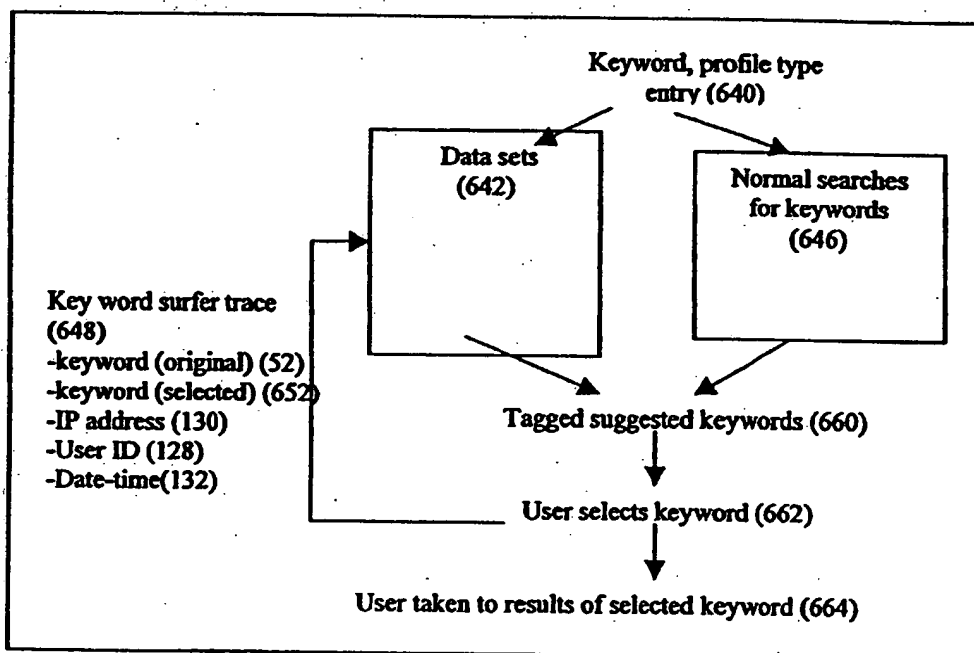 Keyword, profile type
entry (640)
Data sets
(642)
Normal searches
for keywords
(646)
Key word surfer trace
(648)
-keyword (original) (52)
-keyword (selected) (652)
-IP address (130)
-User ID (128)
-Date-time(132)
Tagged suggested keywords (660)
User selects keyword (662)
User taken to results of selected keyword (664)